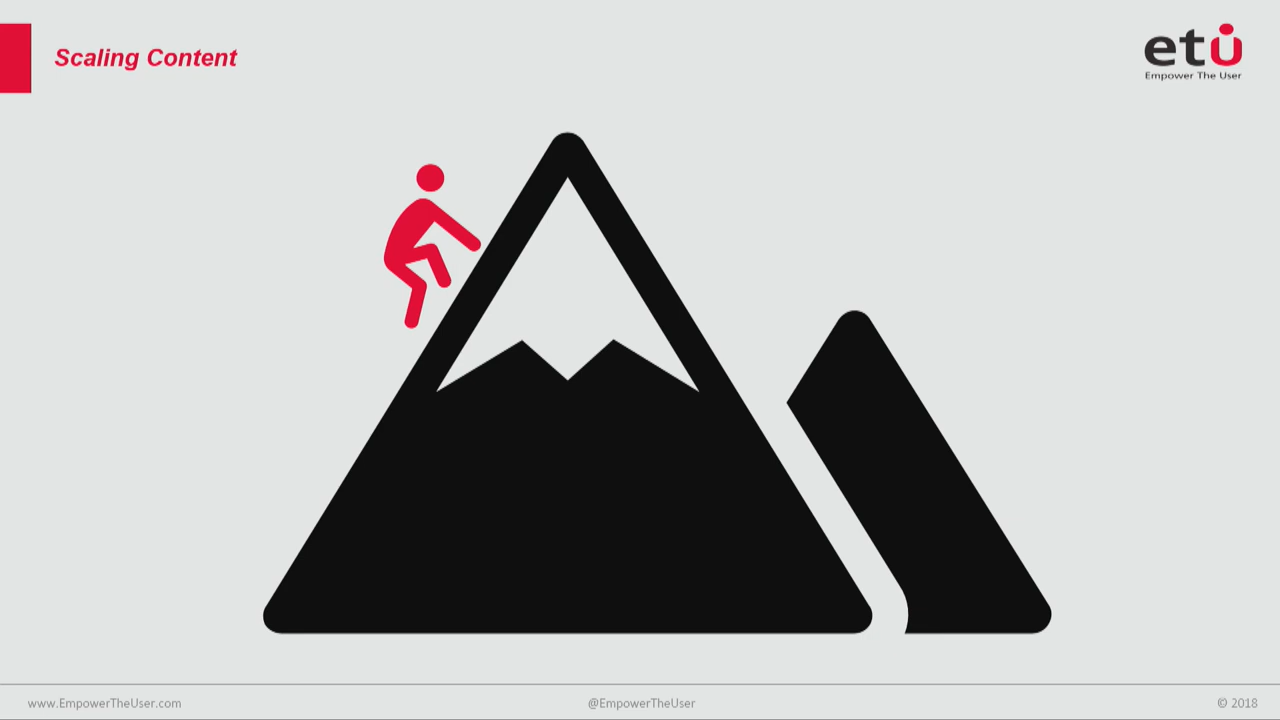 Scaling Content
etu
Empower The User
www.EmpowerTheUser.com
@EmpowerTheUser
© 2018